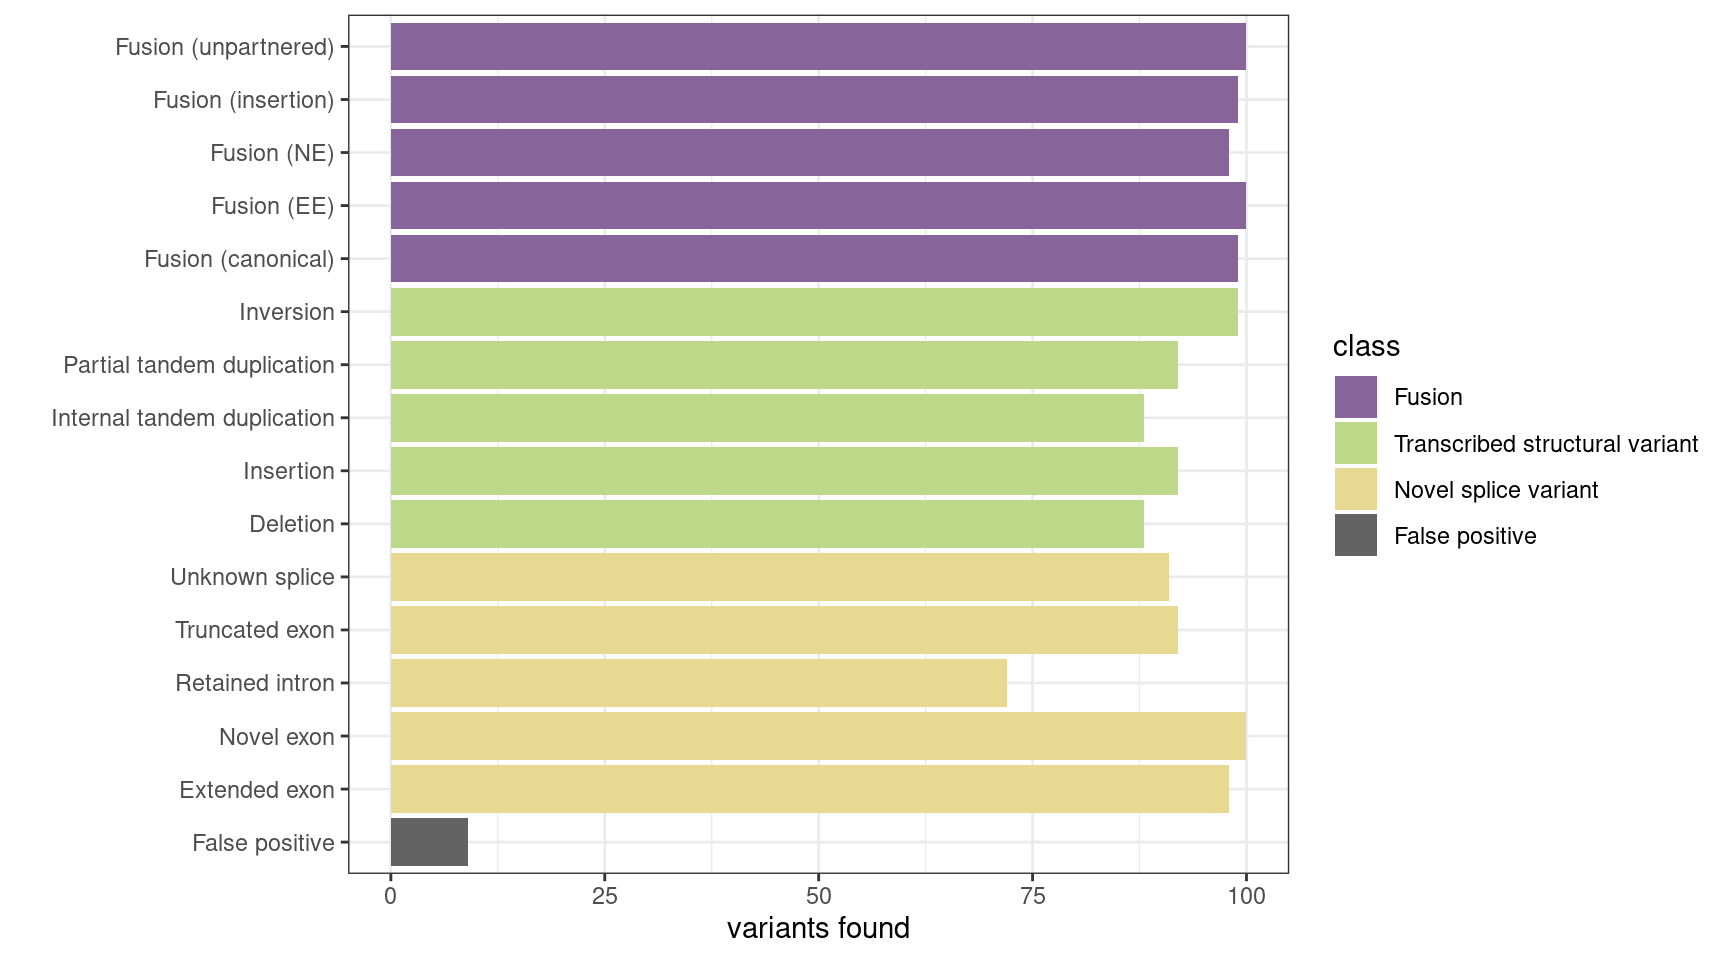 Fusion (unpartnered)
Fusion (insertion)
Fusion (NE)
Fusion (EE)
Fusion (canonical)
Inversion
Partial tandem duplication
Internal tandem duplication
Insertion
Deletion
Unknown splice
Truncated exon
Retained intron
Novel exon
Extended exon
False positive
0 25 50 75 100
variants found
class
Fusion
Transcribed structural variant
Novel splice variant
False positive